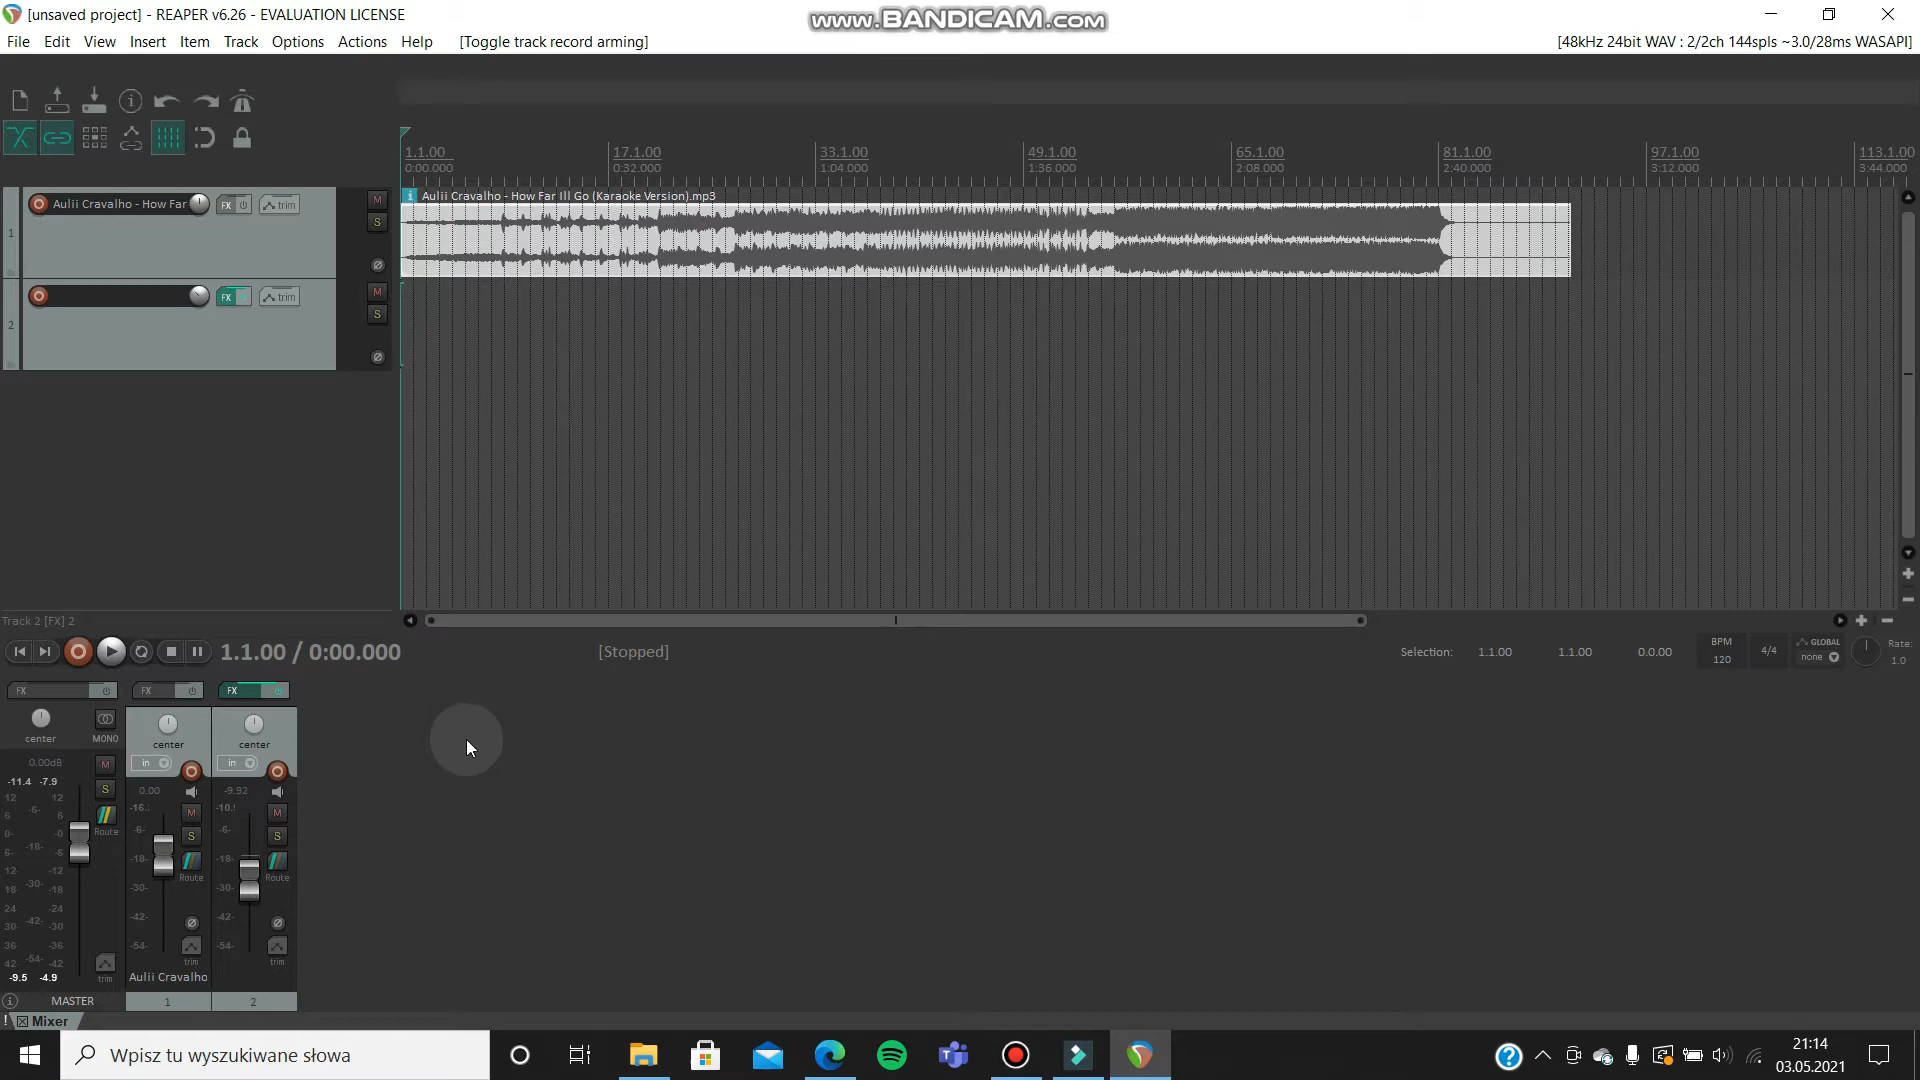 [unsaved project] - REAPER v6.26 - EVALUATION LICENSE
www.BANDICAM.com
File Edit View Insert Item Track Options Actions Help [Toggle track record arming]
[48kHz 24bit WAV : 2/2ch 144spls ~3.0/28ms WASAPI]
1.1.00 17.1.00 33.1.00 49.1.00 65.1.00 81.1.00 97.1.00 113.1.00
0:00.000 0:32.000 1:04.000 1:36.000 2:08.000 2:40.000 3:12.000 3:44.000
Aulii Cravalho - How Far Ill Go (Karaoke Version).mp3
1 Aulii Cravalho - How Far FX trim M
S
2 FX trim M
S
Track 2 [FX] 2
1.1.00 / 0:00.000 [Stopped]
Selection: 1.1.00 1.1.00 0.0.00
BPM
120
4/4
GLOBAL
none
Rate:
1.0
FX FX FX
center MONO center center
in in
0.00dB M 0.00 -9.92
-11.4 -7.9 S -16. -10.
12 12 M M
6 -6- 6 -6- -6-
0- -0 Route S S
6- -18- -6 -18- -18-
12- -12 Route Route
18- -30- -18 -30- -30-
24 -24
30- -42- -30 -42- -42-
36- -36
42 -54- -42 -54- -54-
-9.5 -4.9 trim trim trim
Aulii Cravalho
MASTER 1 2
! Mixer
Wpisz tu wyszukiwane słowa
21:14
03.05.2021